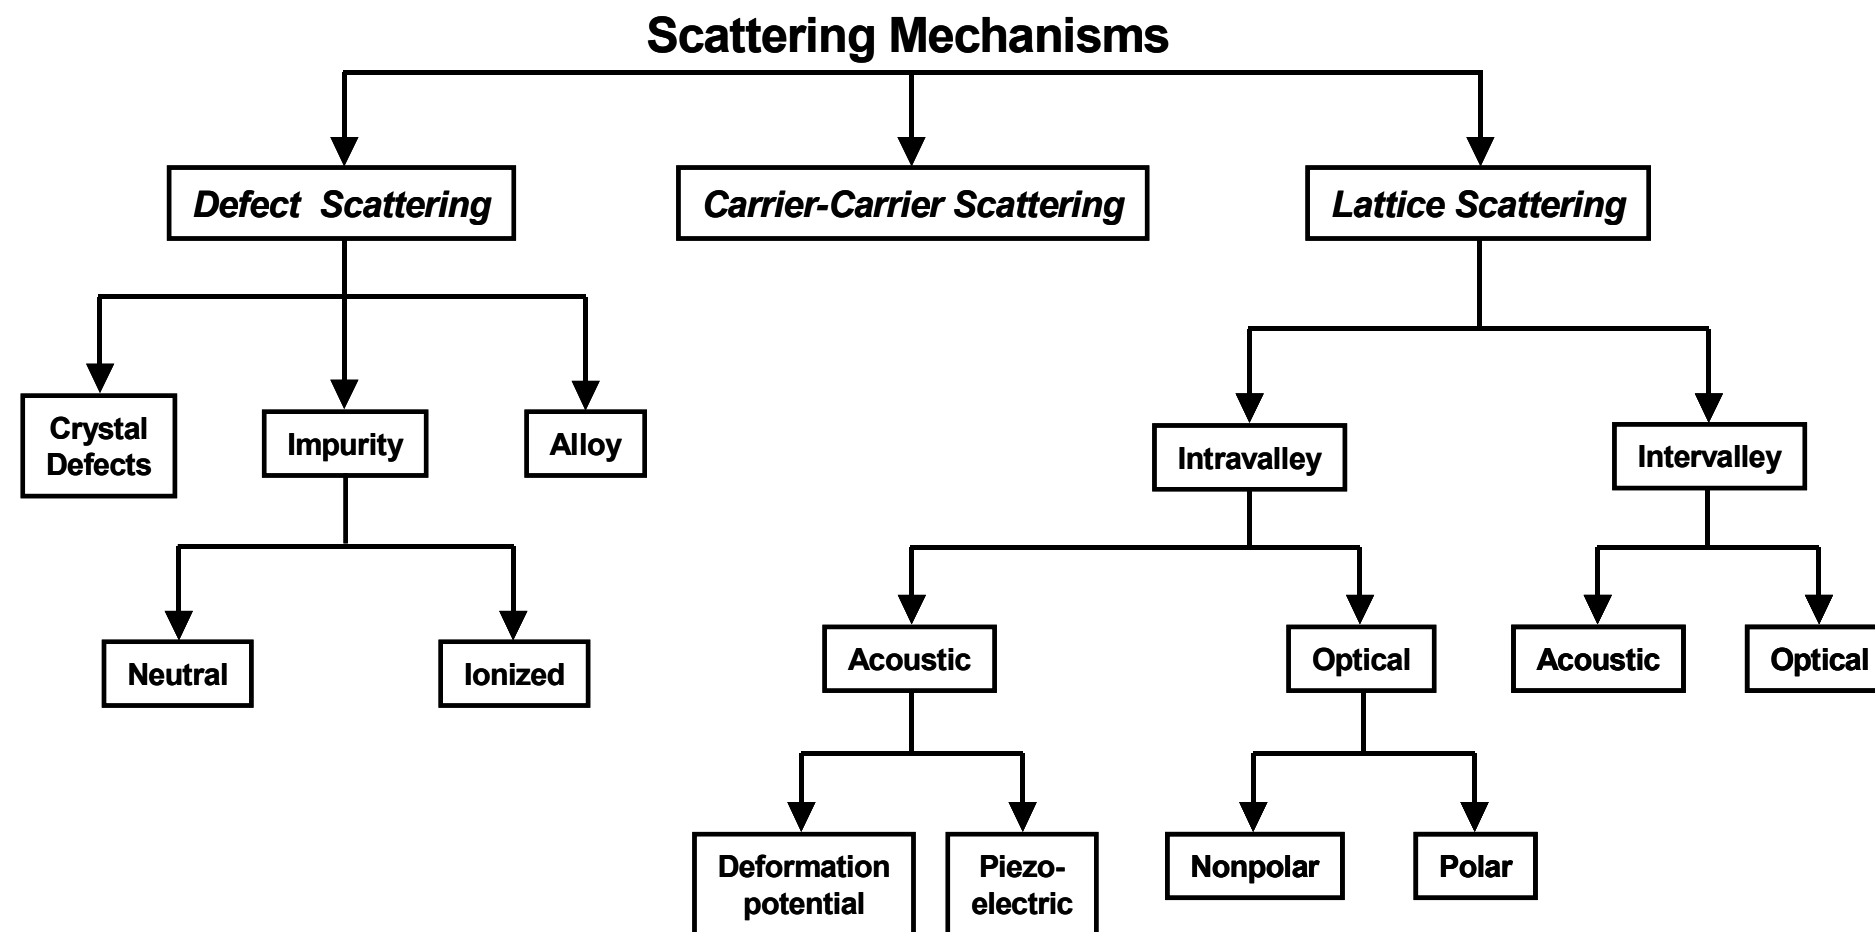 Scattering Mechanisms
Defect Scattering
Carrier-Carrier Scattering
Lattice Scattering
Crystal
Defects
Impurity
Alloy
Intravalley
Intervalley
Neutral
Ionized
Acoustic
Optical
Acoustic
Optical
Deformation
potential
Piezo-
electric
Nonpolar
Polar